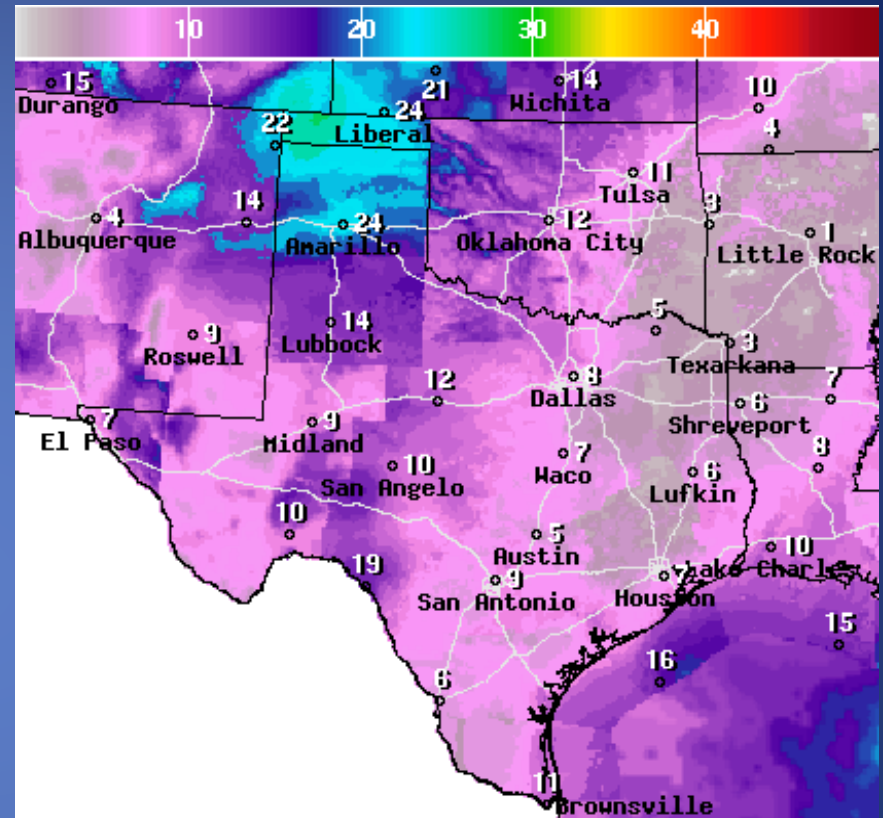 10 20 30 40
15
Durango
21
14
Wichita
10
24
Liberal
4
22
11
Tulsa
4
Albuquerque
14
24
Amarillo
12
Oklahoma City
3
1
Little Rock
9
Roswell
14
Lubbock
5
3
Texarkana
8
Dallas
12
6
Shreveport
7
7
El Paso
9
Midland
10
San Angelo
7
Waco
6
Lufkin
8
10
5
Austin
10
Lake Charles
19
9
San Antonio
7
Houston
15
6
16
11
Brownsville